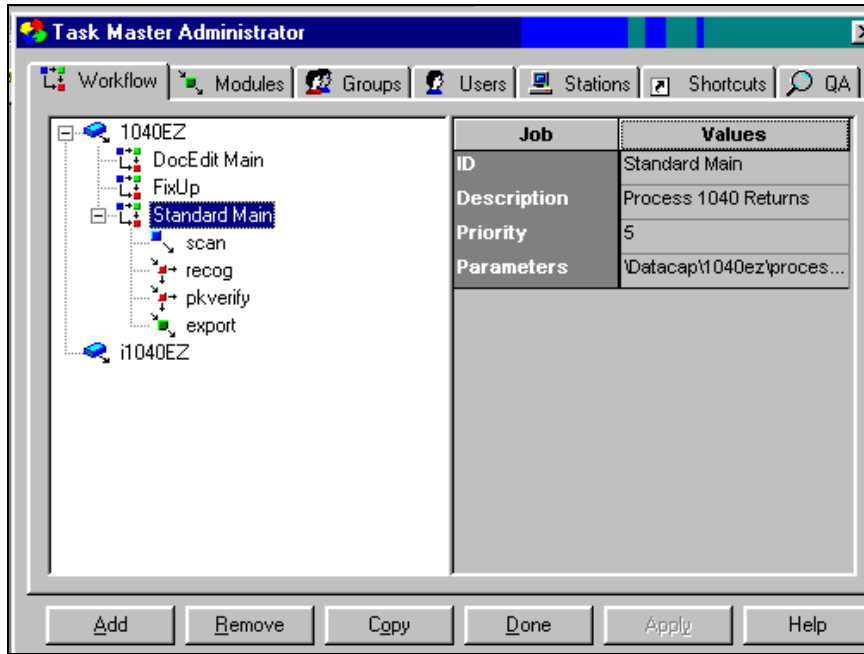 Task Master Administrator
Workflow Modules Groups Users Stations Shortcuts QA
1040EZ
DocEdit Main
FixUp
Standard Main
scan
recog
pkverify
export
i1040EZ
Job Values
ID Standard Main
Description Process 1040 Returns
Priority 5
Parameters \Datacap\1040ez\proces...
Add Remove Copy Done Apply Help